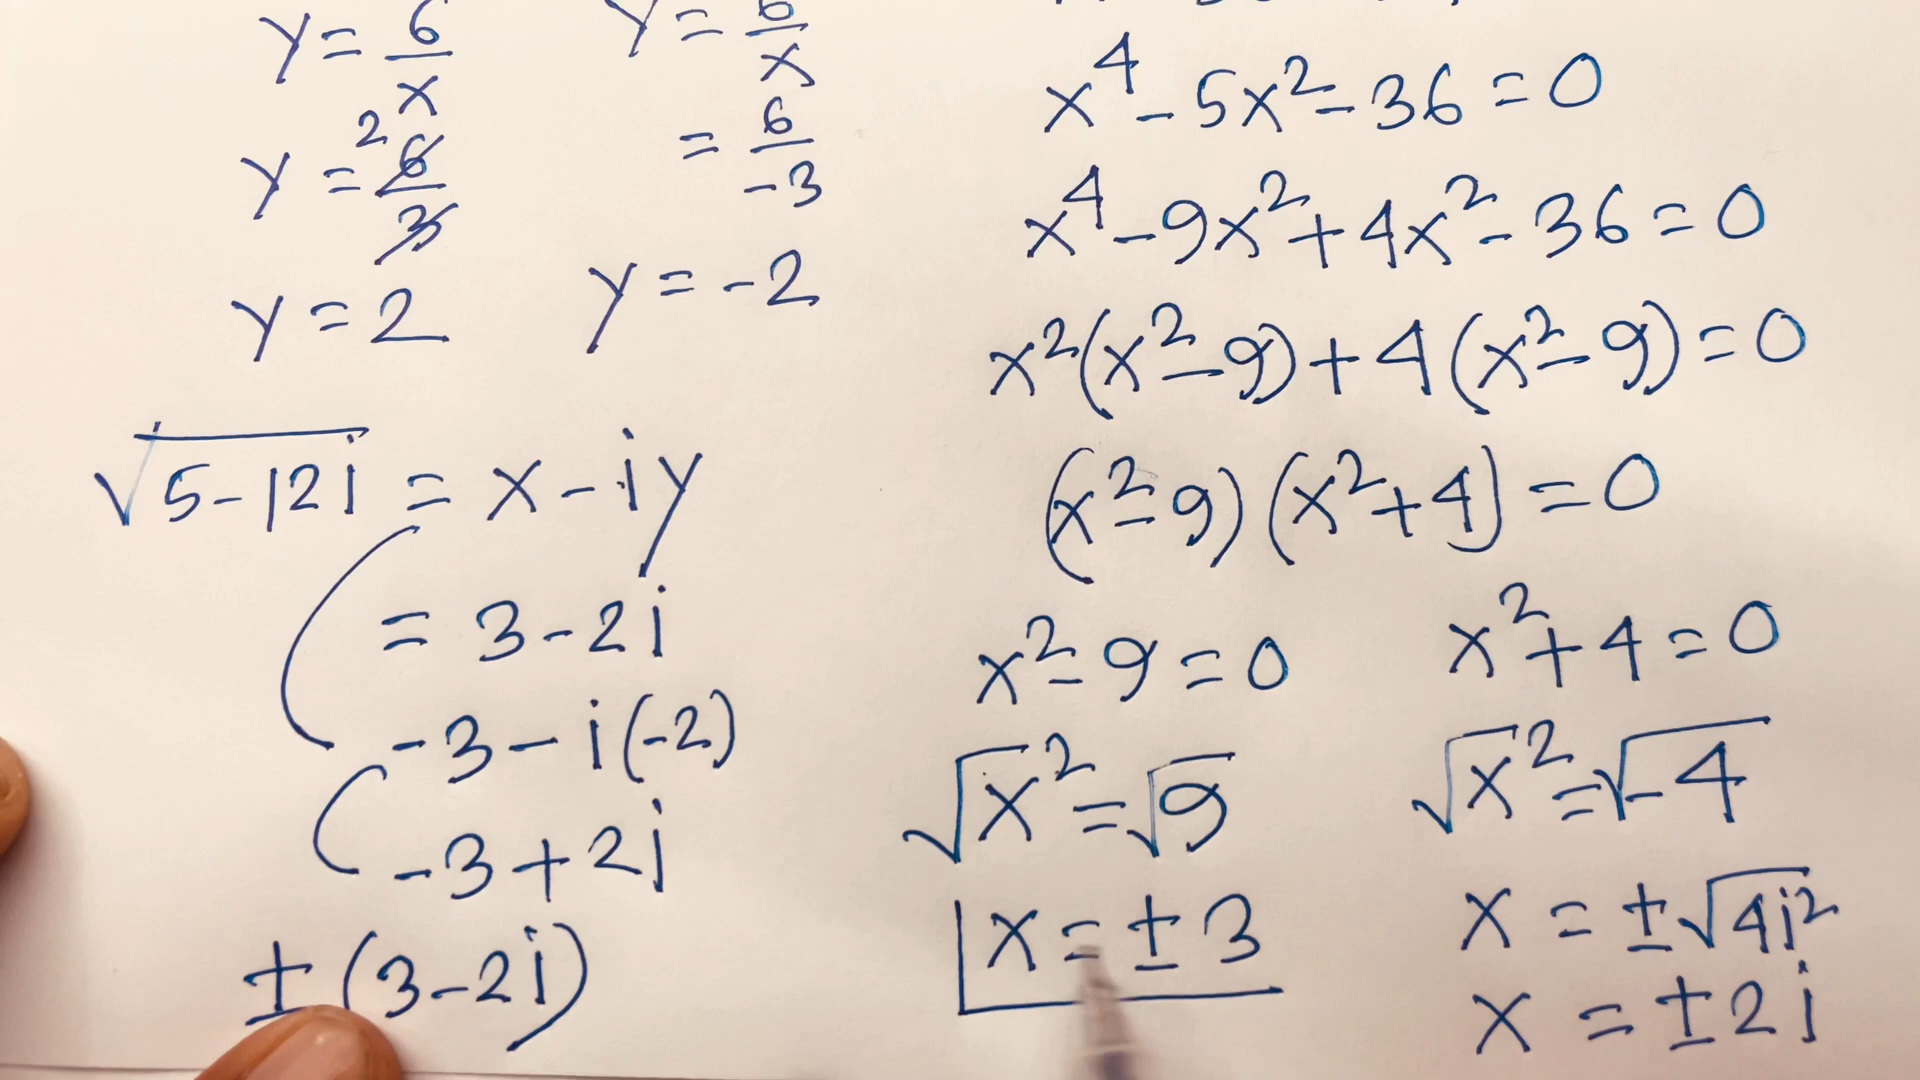 y = 6/x
y = 6/3 2
y = 2
y = 6/x
= 6/-3
y = -2
√5-12i = x - iy
= 3 - 2i
-3 - i(-2)
-3 + 2i
± (3-2i)
x⁴ - 5x² - 36 = 0
x⁴ - 9x² + 4x² - 36 = 0
x²(x² - 9) + 4(x² - 9) = 0
(x² - 9)(x² + 4) = 0
x² - 9 = 0
√x² = √9
x = ± 3
x² + 4 = 0
√x² = √-4
x = ±√4i²
x = ±2i